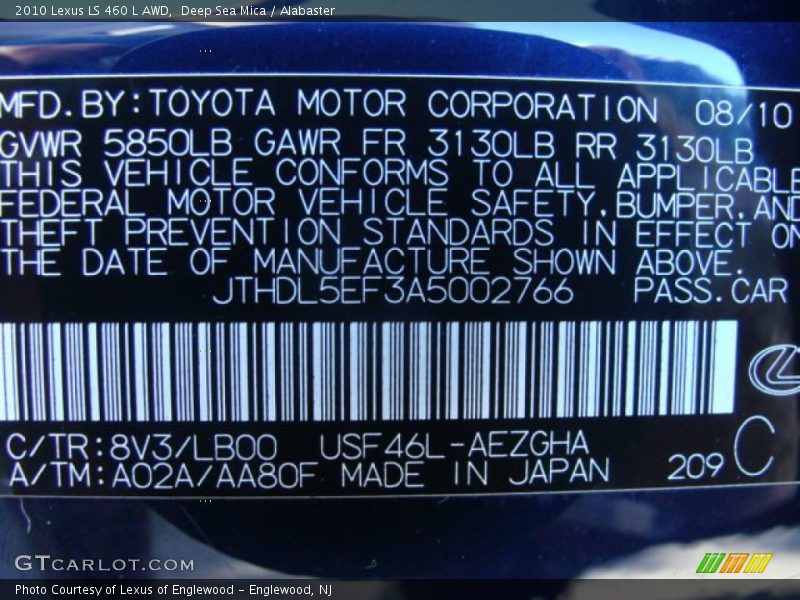 2010 Lexus LS 460 L AWD,  Deep Sea Mica / Alabaster
MFD.BY:TOYOTA MOTOR CORPORATION 08/10
GVWR 5850LB GAWR FR 3130LB RR 3130LB
THIS VEHICLE CONFORMS TO ALL APPLICABLE
FEDERAL MOTOR VEHICLE SAFETY,BUMPER,AND
THEFT PREVENTION STANDARDS IN EFFECT ON
THE DATE OF MANUFACTURE SHOWN ABOVE.
JTHDL5EF3A5002766 PASS.CAR
C/TR:8V3/LB00 USF46L-AEZGHA
A/TM:A02A/AA80F MADE IN JAPAN 209 C
GTCARLOT.COM
Photo Courtesy of Lexus of Englewood - Englewood, NJ